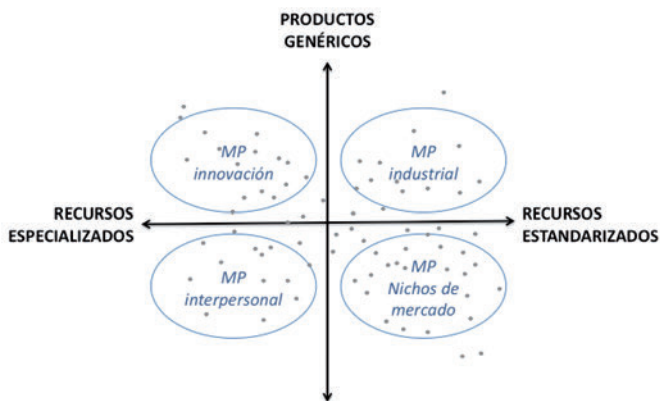 PRODUCTOS
GENÉRICOS
MP
innovación
MP
industrial
RECURSOS
ESPECIALIZADOS
RECURSOS
ESTANDARIZADOS
MP
interpersonal
MP
Nichos de
mercado